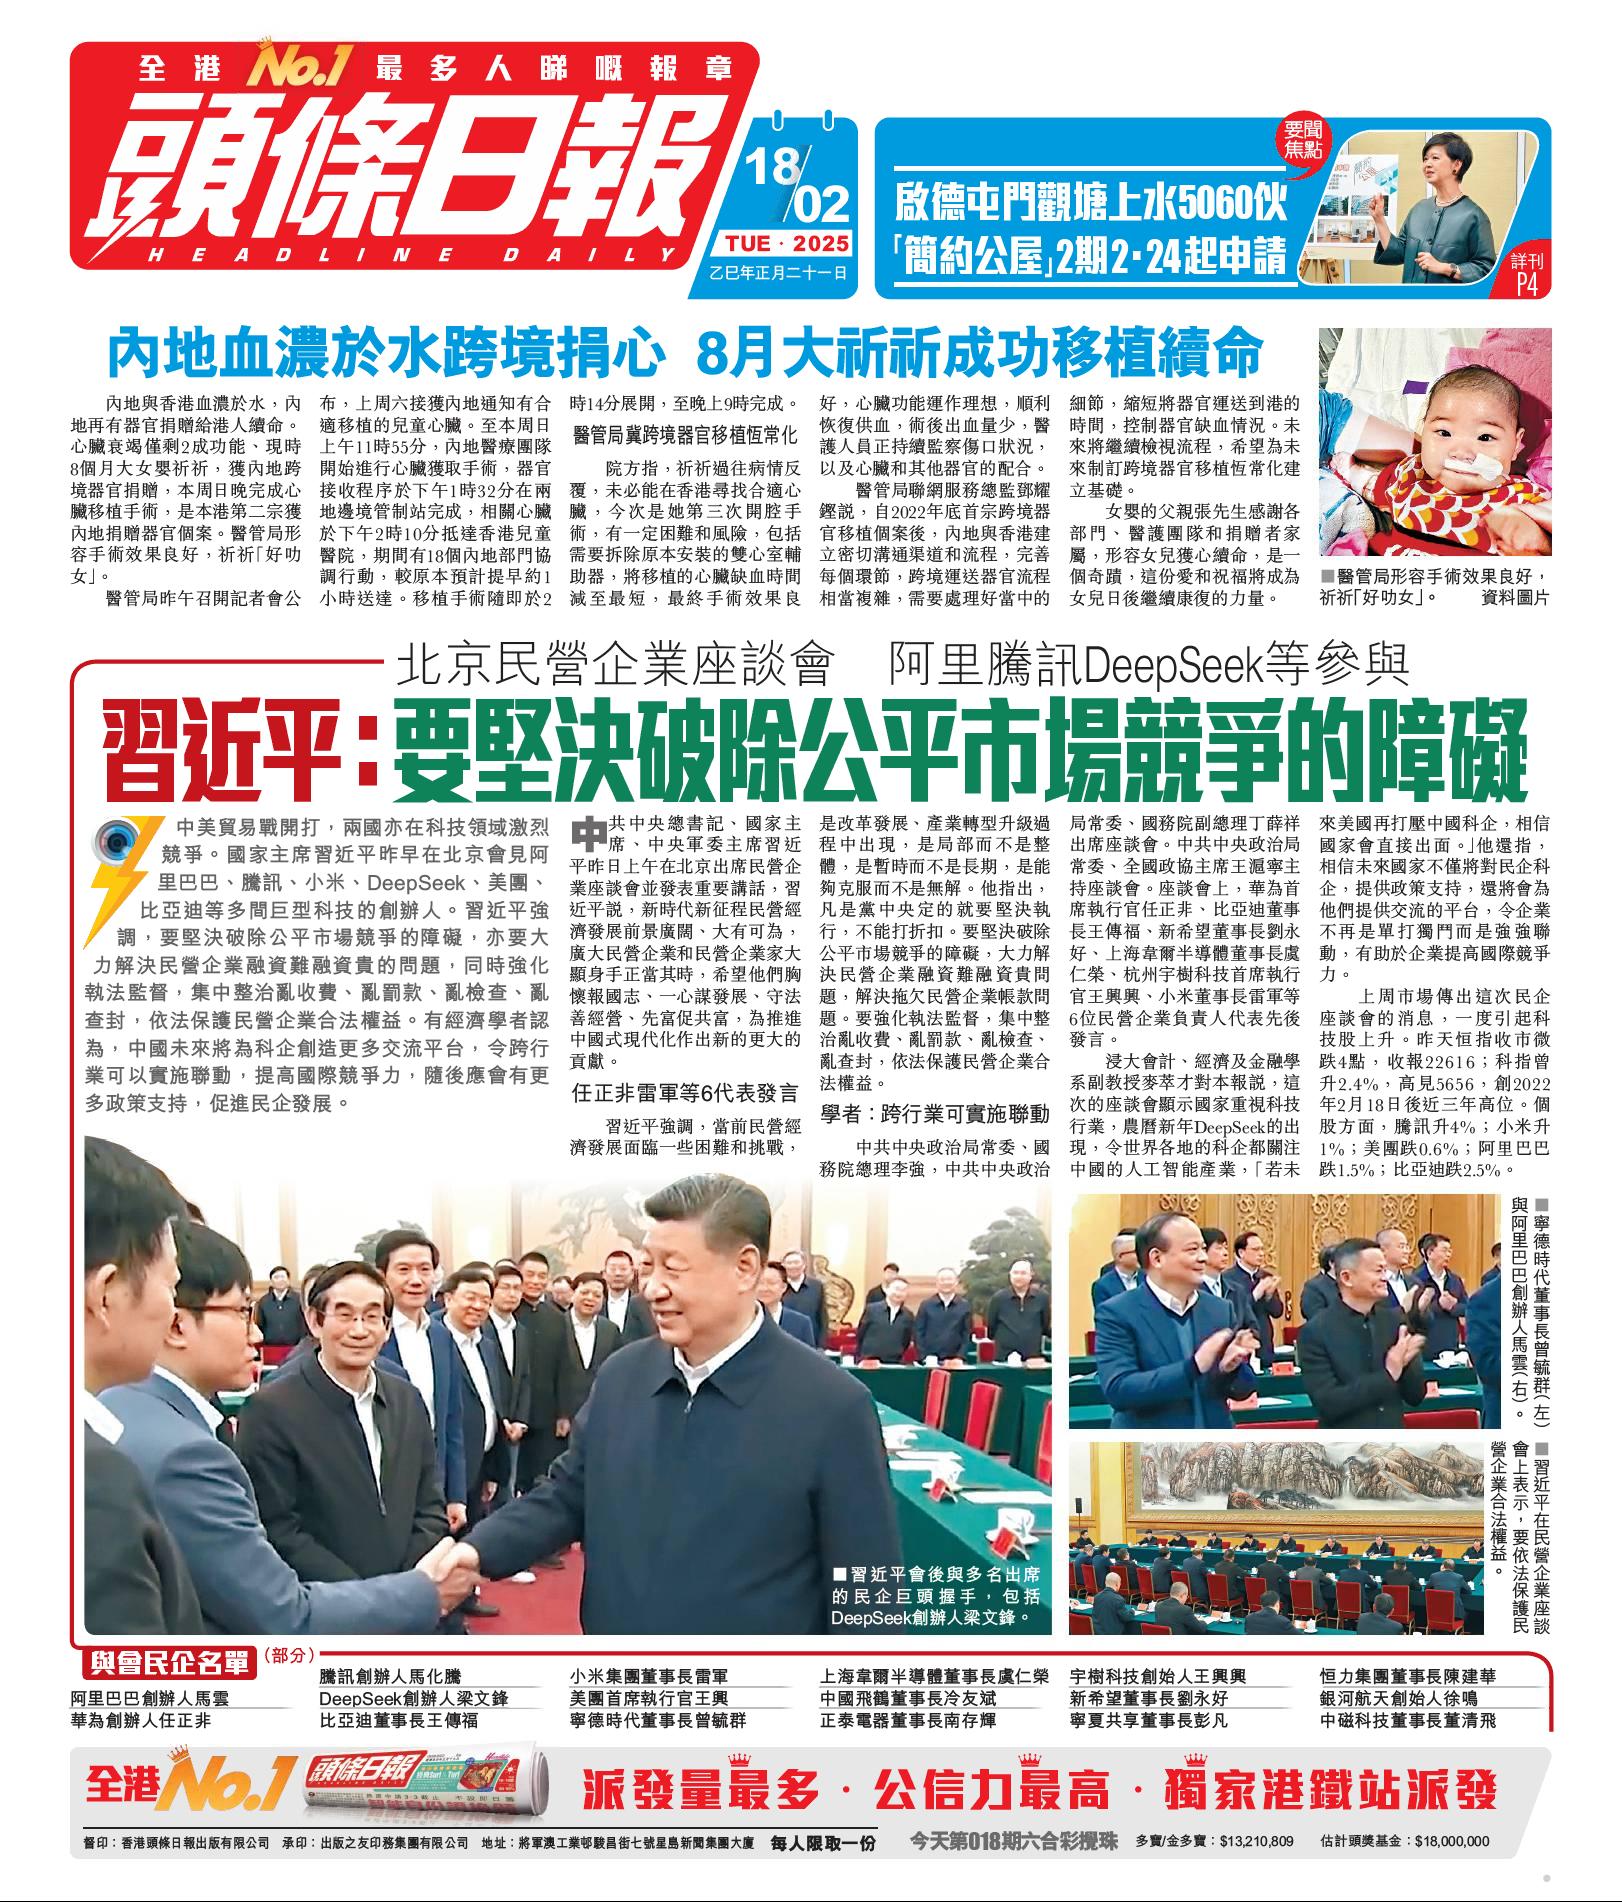 全港No.1最多人睇嘅報章
頭條日報
HEADLINE DAILY
18/02
TUE · 2025
乙巳年正月二十一日
要聞
焦點
啟德屯門觀塘上水5060伙
「簡約公屋」2期2‧24起申請
詳刊
P4
內地血濃於水跨境捐心 8月大祈祈成功移植續命
內地與香港血濃於水，內
地再有器官捐贈給港人續命。
心臟衰竭僅剩2成功能、現時
8個月大女嬰祈祈，獲內地跨
境器官捐贈，本周日晚完成心
臟移植手術，是本港第二宗獲
內地捐贈器官個案。醫管局形
容手術效果良好，祈祈「好叻
女」。
醫管局昨午召開記者會公
布，上周六接獲內地通知有合
適移植的兒童心臟。至本周日
上午11時55分，內地醫療團隊
開始進行心臟獲取手術，器官
接收程序於下午1時32分在兩
地邊境管制站完成，相關心臟
於下午2時10分抵達香港兒童
醫院，期間有18個內地部門協
調行動，較原本預計提早約1
小時送達。移植手術隨即於2
時14分展開，至晚上9時完成。
醫管局冀跨境器官移植恆常化
院方指，祈祈過往病情反
覆，未必能在香港尋找合適心
臟，今次是她第三次開腔手
術，有一定困難和風險，包括
需要拆除原本安裝的雙心室輔
助器，將移植的心臟缺血時間
減至最短，最終手術效果良
好，心臟功能運作理想，順利
恢復供血，術後出血量少，醫
護人員正持續監察傷口狀況，
以及心臟和其他器官的配合。
醫管局聯網服務總監鄧耀
鏗說，自2022年底首宗跨境器
官移植個案後，內地與香港建
立密切溝通渠道和流程，完善
每個環節，跨境運送器官流程
相當複雜，需要處理好當中的
細節，縮短將器官運送到港的
時間，控制器官缺血情況。未
來將繼續檢視流程，希望為未
來制訂跨境器官移植恆常化建
立基礎。
女嬰的父親張先生感謝各
部門、醫護團隊和捐贈者家
屬，形容女兒獲心續命，是一
個奇蹟，這份愛和祝福將成為
女兒日後繼續康復的力量。
■醫管局形容手術效果良好，
祈祈「好叻女」。 資料圖片
北京民營企業座談會 阿里騰訊DeepSeek等參與
習近平：要堅決破除公平市場競爭的障礙
中美貿易戰開打，兩國亦在科技領域激烈
競爭。國家主席習近平昨早在北京會見阿
里巴巴、騰訊、小米、DeepSeek、美團、
比亞迪等多間巨型科技的創辦人。習近平強
調，要堅決破除公平市場競爭的障礙，亦要大
力解決民營企業融資難融資貴的問題，同時強化
執法監督，集中整治亂收費、亂罰款、亂檢查、亂
查封，依法保護民營企業合法權益。有經濟學者認
為，中國未來將為科企創造更多交流平台，令跨行
業可以實施聯動，提高國際競爭力，隨後應會有更
多政策支持，促進民企發展。
中共中央總書記、國家主
席、中央軍委主席習近
平昨日上午在北京出席民營企
業座談會並發表重要講話，習
近平說，新時代新征程民營經
濟發展前景廣闊、大有可為，
廣大民營企業和民營企業家大
顯身手正當其時，希望他們胸
懷報國志、一心謀發展、守法
善經營、先富促共富，為推進
中國式現代化作出新的更大的
貢獻。
任正非雷軍等6代表發言
習近平強調，當前民營經
濟發展面臨一些困難和挑戰，
是改革發展、產業轉型升級過
程中出現，是局部而不是整
體，是暫時而不是長期，是能
夠克服而不是無解。他指出，
凡是黨中央定的就要堅決執
行，不能打折扣。要堅決破除
公平市場競爭的障礙，大力解
決民營企業融資難融資貴問
題，解決拖欠民營企業帳款問
題。要強化執法監督，集中整
治亂收費、亂罰款、亂檢查、
亂查封，依法保護民營企業合
法權益。
學者：跨行業可實施聯動
中共中央政治局常委、國
務院總理李強，中共中央政治
局常委、國務院副總理丁薛祥
出席座談會。中共中央政治局
常委、全國政協主席王滬寧主
持座談會。座談會上，華為首
席執行官任正非、比亞迪董事
長王傳福、新希望董事長劉永
好、上海韋爾半導體董事長虞
仁榮、杭州宇樹科技首席執行
官王興興、小米董事長雷軍等
6位民營企業負責人代表先後
發言。
浸大會計、經濟及金融學
系副教授麥萃才對本報說，這
次的座談會顯示國家重視科技
行業，農曆新年DeepSeek的出
現，令世界各地的科企都關注
中國的人工智能產業，「若未
來美國再打壓中國科企，相信
國家會直接出面。」他還指，
相信未來國家不僅將對民企科
企，提供政策支持，還將會為
他們提供交流的平台，令企業
不再是單打獨鬥而是強強聯
動，有助於企業提高國際競爭
力。
上周市場傳出這次民企
座談會的消息，一度引起科
技股上升。昨天恒指收市微
跌4點，收報22616；科指曾
升2.4%，高見5656，創2022
年2月18日後近三年高位。個
股方面，騰訊升4%；小米升
1%；美團跌0.6%；阿里巴巴
跌1.5%；比亞迪跌2.5%。
■寧德時代董事長曾毓群（左）
與阿里巴巴創辦人馬雲（右）。
■習近平在民營企業座談
會上表示，要依法保護民
營企業合法權益。
■習近平會後與多名出席
的民企巨頭握手，包括
DeepSeek創辦人梁文鋒。
與會民企名單（部分）
阿里巴巴創辦人馬雲
華為創辦人任正非
騰訊創辦人馬化騰
DeepSeek創辦人梁文鋒
比亞迪董事長王傳福
小米集團董事長雷軍
美團首席執行官王興
寧德時代董事長曾毓群
上海韋爾半導體董事長虞仁榮
中國飛鶴董事長冷友斌
正泰電器董事長南存輝
宇樹科技創始人王興興
新希望董事長劉永好
寧夏共享董事長彭凡
恒力集團董事長陳建華
銀河航天創始人徐鳴
中磁科技董事長董清飛
全港No.1
頭條日報
派發量最多·公信力最高·獨家港鐵站派發
督印：香港頭條日報出版有限公司 承印：出版之友印務集團有限公司 地址：將軍澳工業邨駿昌街七號星島新聞集團大廈 每人限取一份
今天第018期六合彩攪珠 多寶/金多寶：$13,210,809 估計頭獎基金：$18,000,000